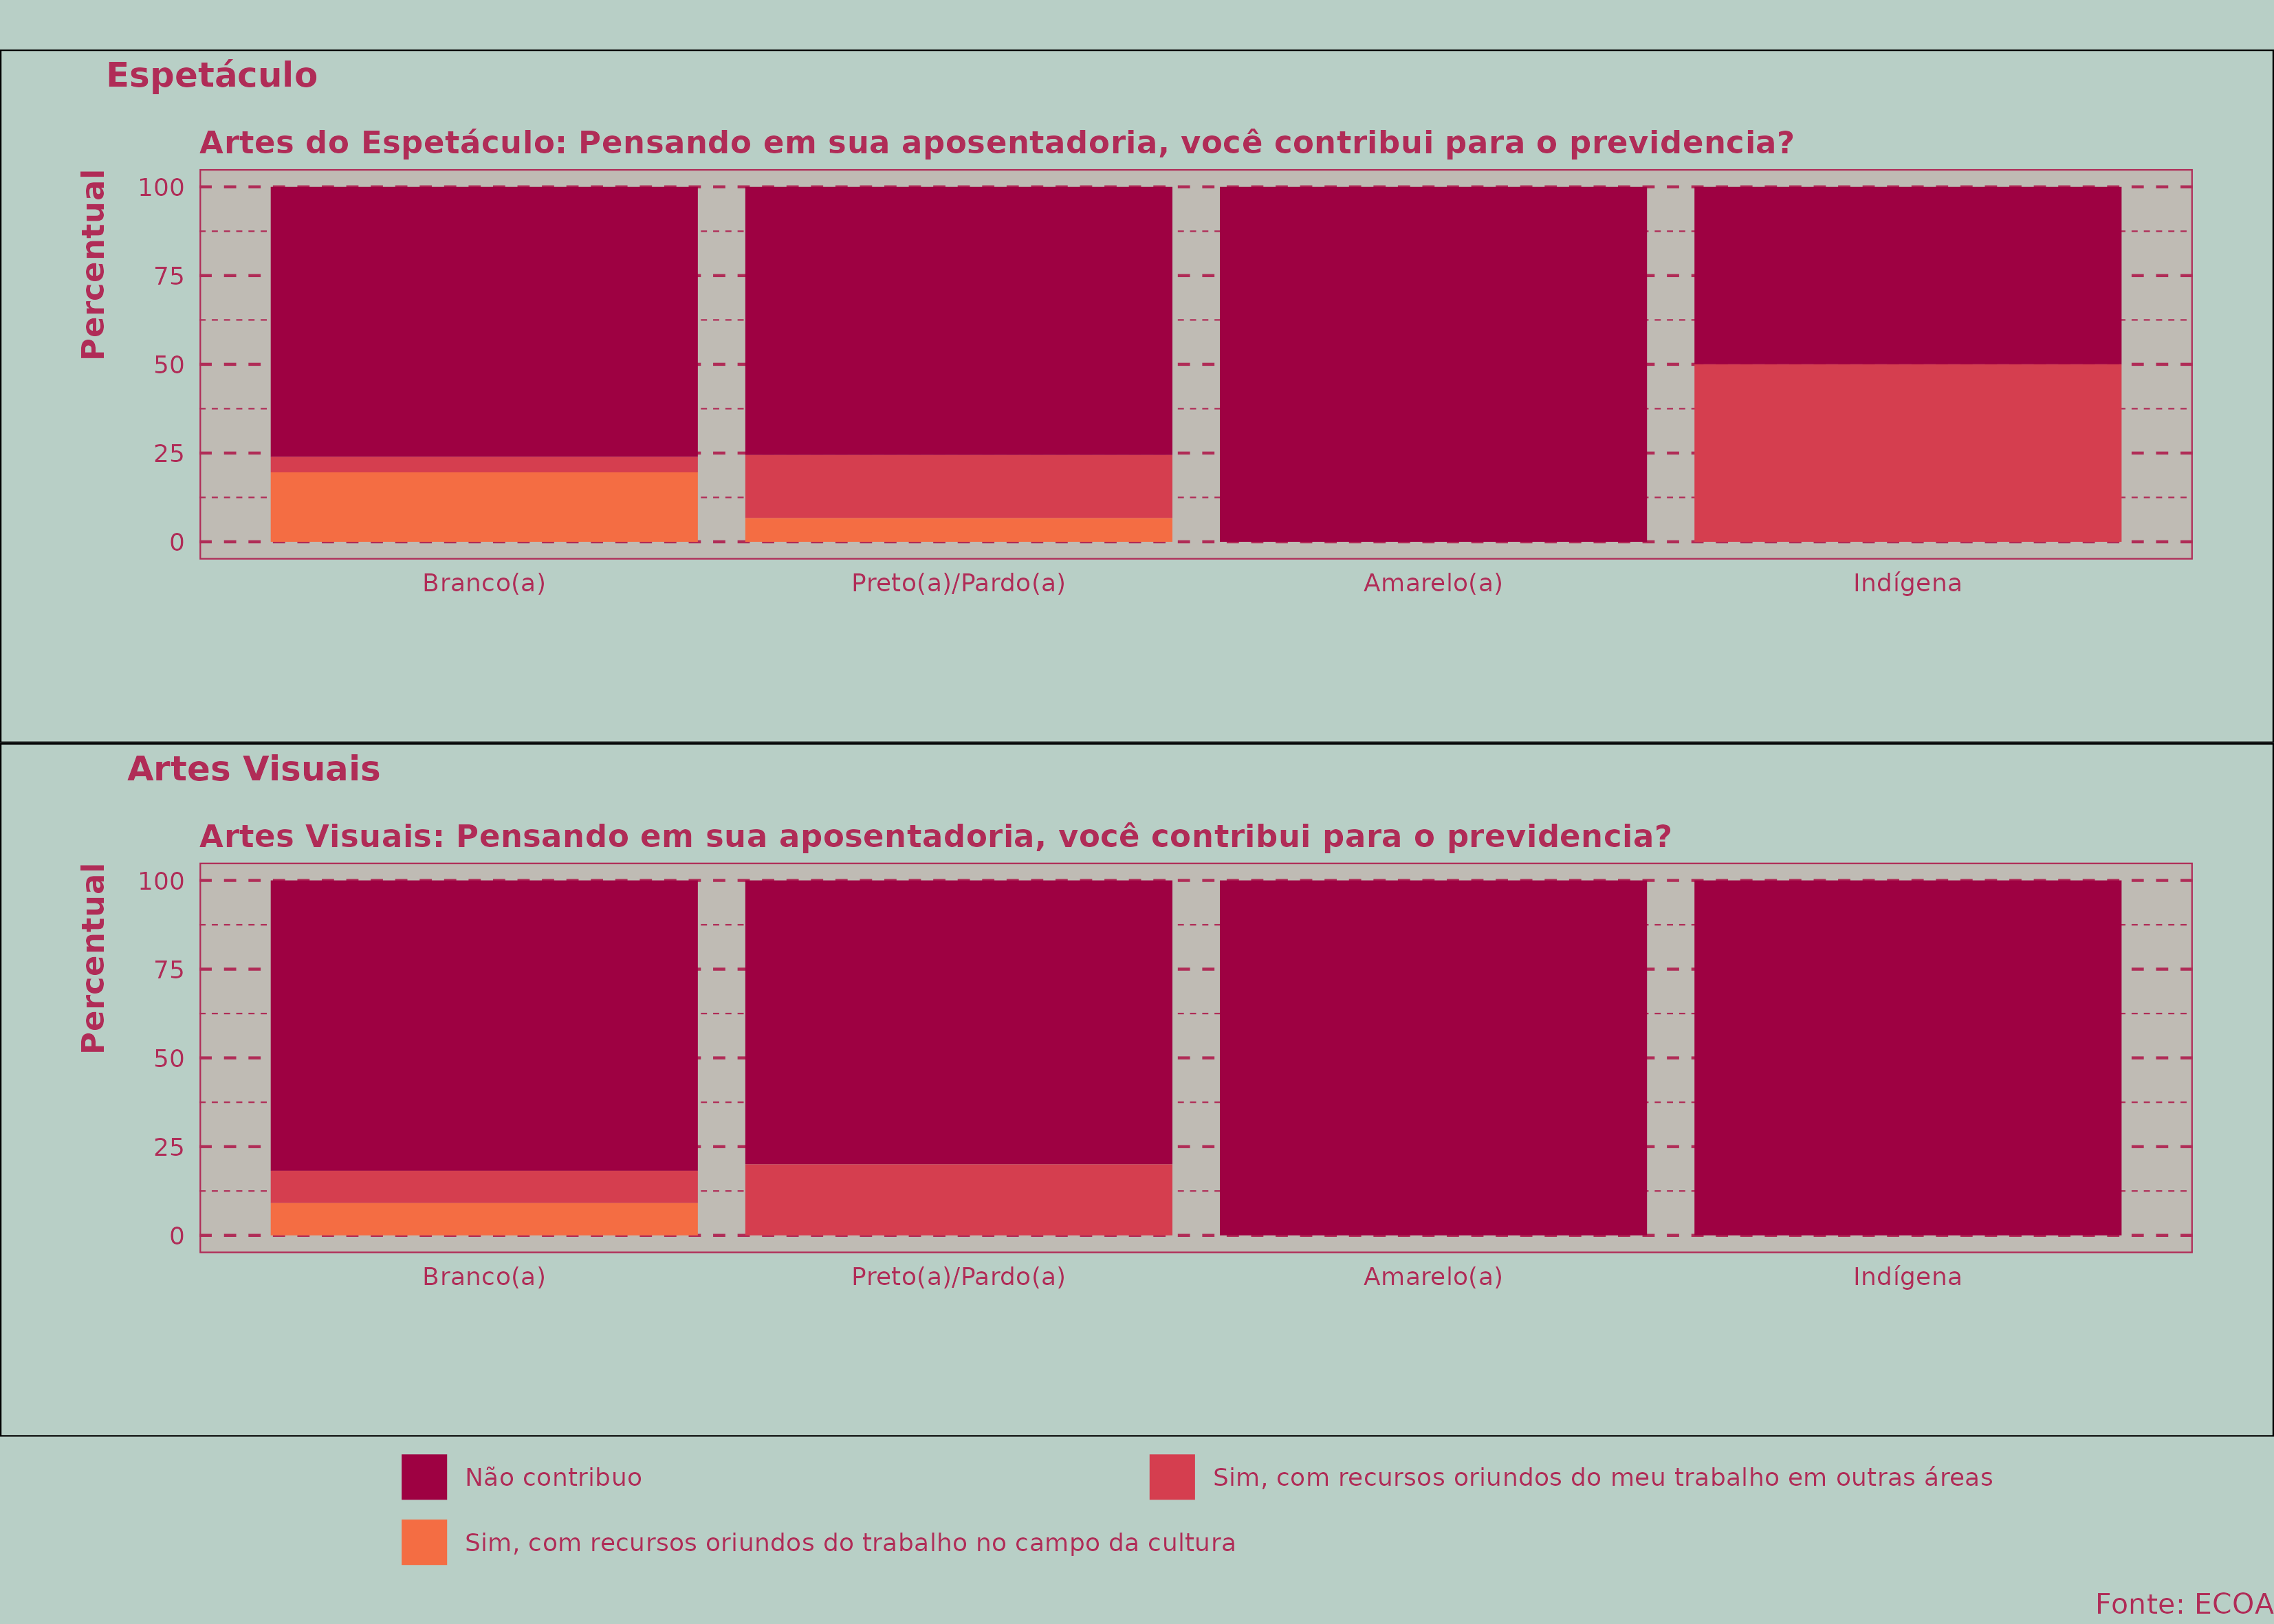 Espetáculo
Artes do Espetáculo: Pensando em sua aposentadoria, você contribui para o previdencia?
Percentual
100
75
50
25
0
Branco(a) Preto(a)/Pardo(a) Amarelo(a) Indígena
Artes Visuais
Artes Visuais: Pensando em sua aposentadoria, você contribui para o previdencia?
Percentual
100
75
50
25
0
Branco(a) Preto(a)/Pardo(a) Amarelo(a) Indígena
Não contribuo Sim, com recursos oriundos do meu trabalho em outras áreas
Sim, com recursos oriundos do trabalho no campo da cultura
Fonte: ECOA